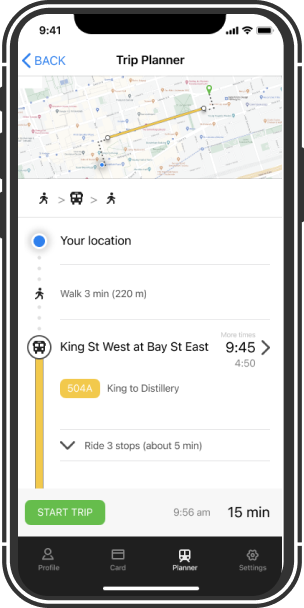 9:41
BACK
Trip Planner
> >
Your location
Walk 3 min (220 m)
More times
King St West at Bay St East 9:45
4:50
504A King to Distillery
Ride 3 stops (about 5 min)
START TRIP 9:56 am 15 min
Profile Card Planner Settings